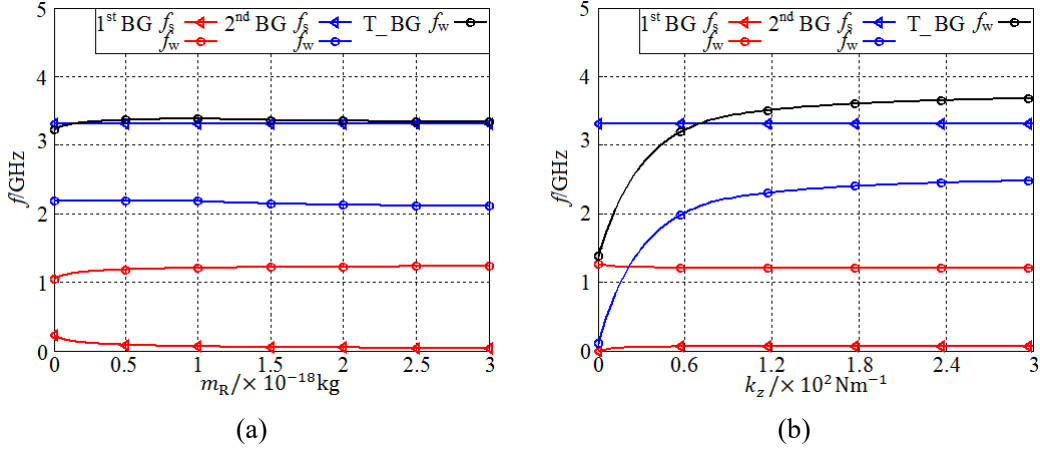 5
1st BG fs 2nd BG fs T_BG fw
fw fw
4
3
2
1
0
f/GHz
0 0.5 1 1.5 2 2.5 3
mR/× 10−18kg
(a)
5
1st BG fs 2nd BG fs T_BG fw
fw fw
4
3
2
1
0
f/GHz
0 0.6 1.2 1.8 2.4 3
kz/× 102Nm−1
(b)